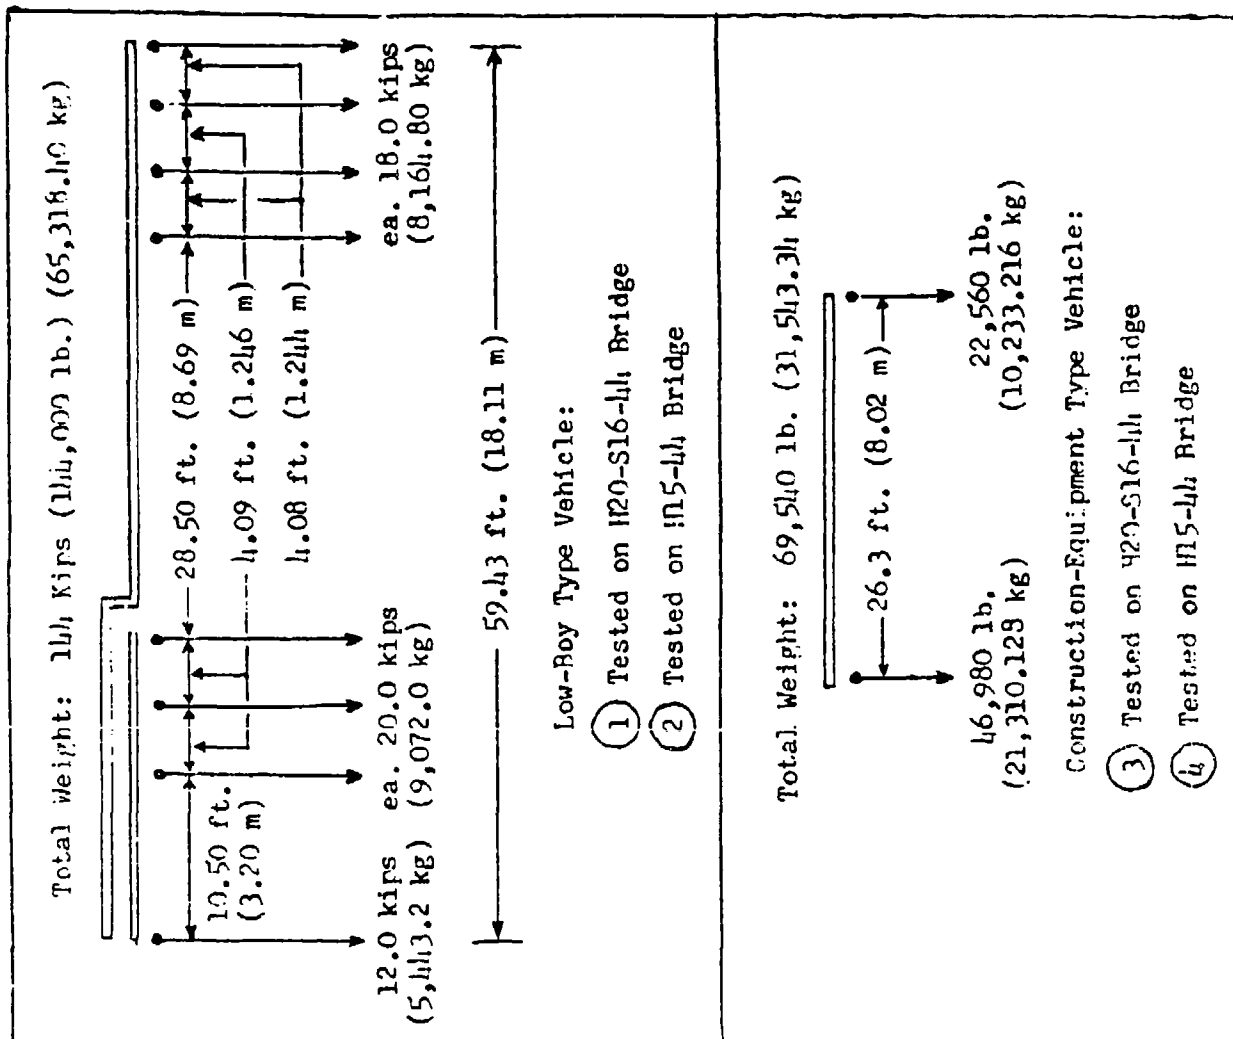 Total Weight: 144 Kips (144,000 lb.) (65,318.40 kg)
10.50 ft.
(3.20 m)
28.50 ft. (8.69 m)
4.09 ft. (1.246 m)
4.08 ft. (1.244 m)
12.0 kips
(5,443.2 kg)
ea. 20.0 kips
(9,072.0 kg)
ea. 18.0 kips
(8,164.80 kg)
59.43 ft. (18.11 m)
Low-Boy Type Vehicle:
1 Tested on H20-S16-44 Bridge
2 Tested on H15-44 Bridge
Total Weight: 69,540 lb. (31,543.34 kg)
26.3 ft. (8.02 m)
46,980 lb.
(21,310.128 kg)
22,560 lb.
(10,233.216 kg)
Construction-Equipment Type Vehicle:
3 Tested on H20-S16-44 Bridge
4 Tested on H15-44 Bridge